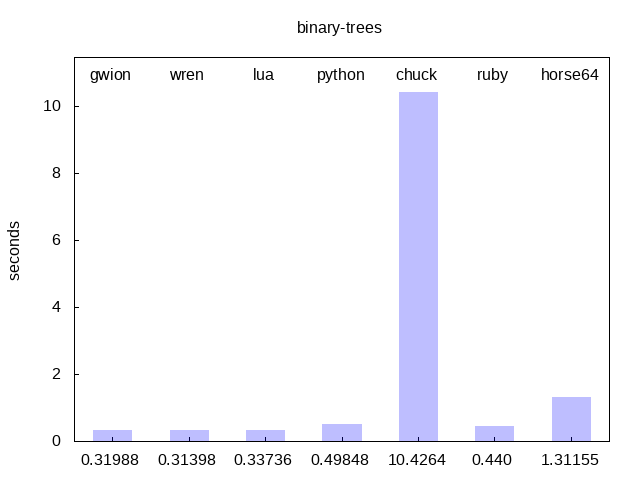 binary-trees
gwion wren lua python chuck ruby horse64
10
8
6
4
2
0
seconds
0.31988 0.31398 0.33736 0.49848 10.4264 0.440 1.31155